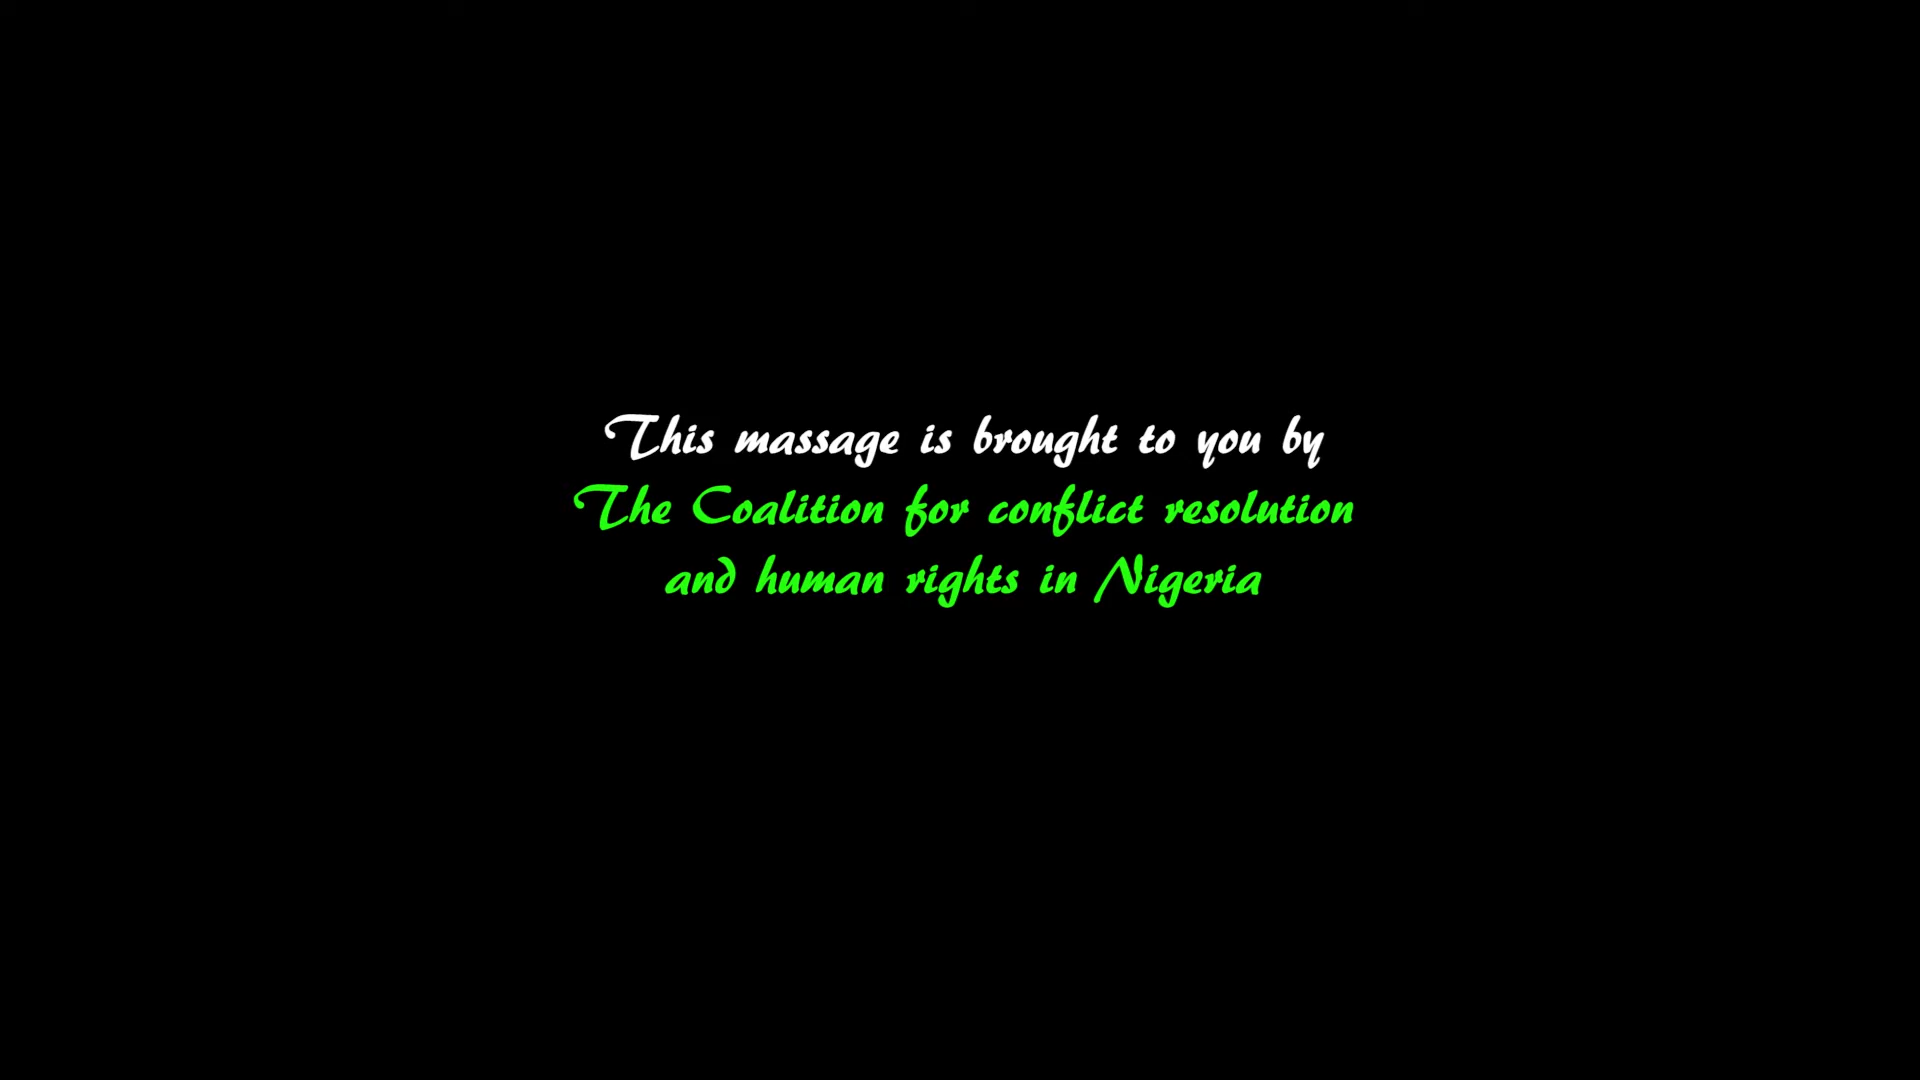 This massage is brought to you by
The Coalition for conflict resolution
and human rights in Nigeria